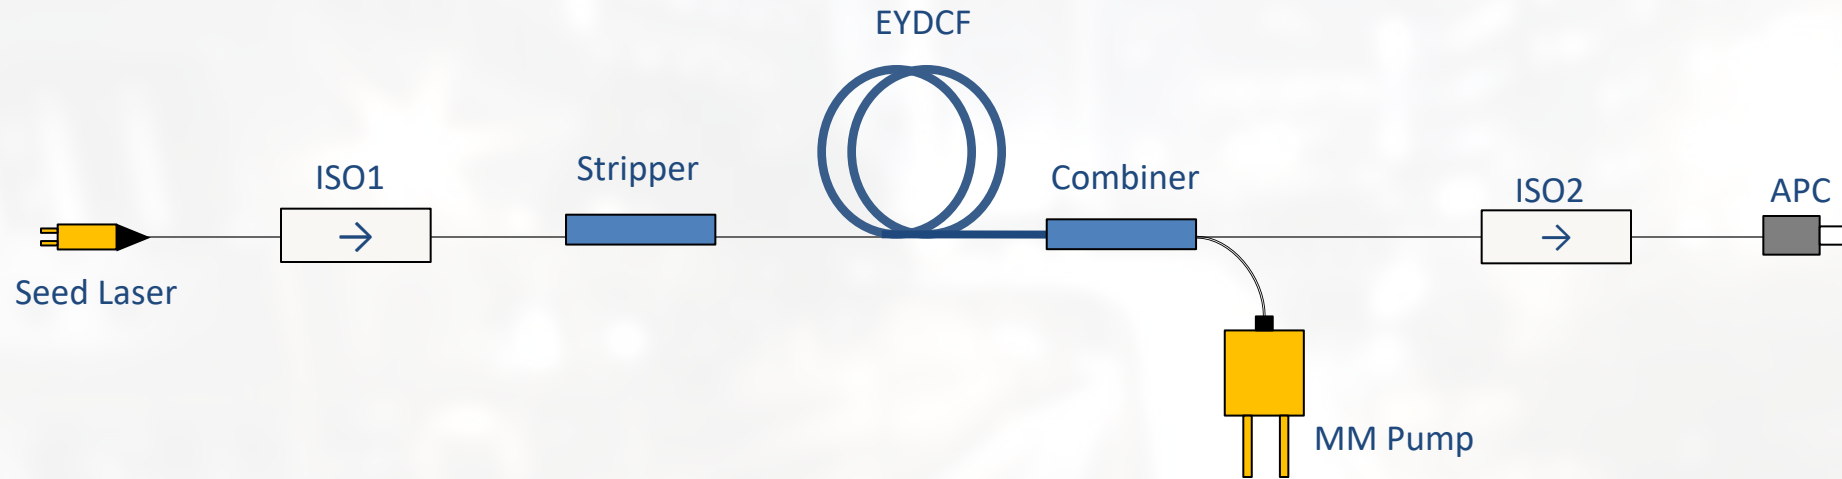 EYDCF
ISO1
Stripper
Combiner
ISO2
APC
Seed Laser
MM Pump